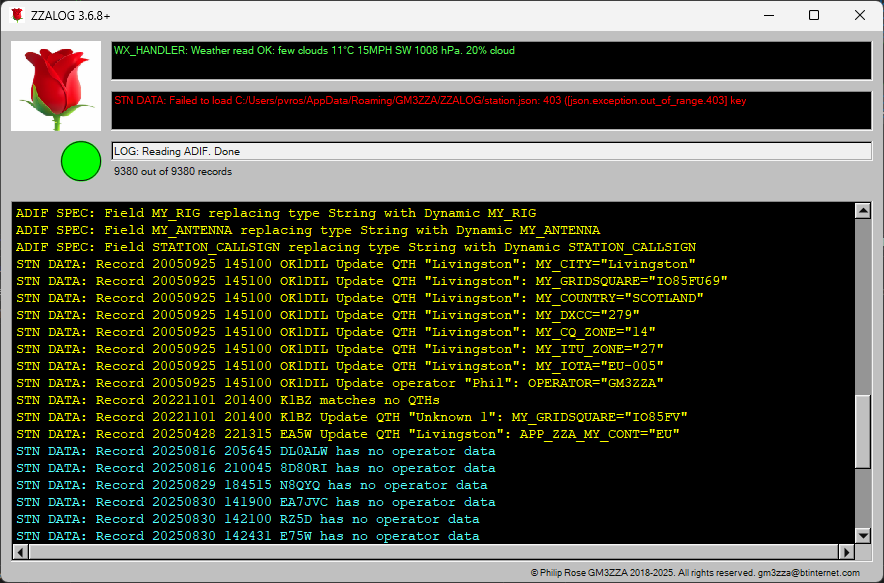 ZZALOG 3.6.8+
WX_HANDLER: Weather read OK: few clouds 11°C 15MPH SW 1008 hPa. 20% cloud
STN DATA: Failed to load C:/Users/pvros/AppData/Roaming/GM3ZZA/ZZALOG/station.json: 403 ([json.exception.out_of_range.403] key
LOG: Reading ADIF. Done
9380 out of 9380 records
ADIF SPEC: Field MY_RIG replacing type String with Dynamic MY_RIG
ADIF SPEC: Field MY_ANTENNA replacing type String with Dynamic MY_ANTENNA
ADIF SPEC: Field STATION_CALLSIGN replacing type String with Dynamic STATION_CALLSIGN
STN DATA: Record 20050925 145100 OK1DIL Update QTH "Livingston": MY_CITY="Livingston"
STN DATA: Record 20050925 145100 OK1DIL Update QTH "Livingston": MY_GRIDSQUARE="IO85FU69"
STN DATA: Record 20050925 145100 OK1DIL Update QTH "Livingston": MY_COUNTRY="SCOTLAND"
STN DATA: Record 20050925 145100 OK1DIL Update QTH "Livingston": MY_DXCC="279"
STN DATA: Record 20050925 145100 OK1DIL Update QTH "Livingston": MY_CQ_ZONE="14"
STN DATA: Record 20050925 145100 OK1DIL Update QTH "Livingston": MY_ITU_ZONE="27"
STN DATA: Record 20050925 145100 OK1DIL Update QTH "Livingston": MY_IOTA="EU-005"
STN DATA: Record 20050925 145100 OK1DIL Update operator "Phil": OPERATOR="GM3ZZA"
STN DATA: Record 20221101 201400 K1BZ matches no QTHs
STN DATA: Record 20221101 201400 K1BZ Update QTH "Unknown 1": MY_GRIDSQUARE="IO85FV"
STN DATA: Record 20250428 221315 EA5W Update QTH "Livingston": APP_ZZA_MY_CONT="EU"
STN DATA: Record 20250816 205645 DL0ALW has no operator data
STN DATA: Record 20250816 210045 8D80RI has no operator data
STN DATA: Record 20250829 184515 N8QYQ has no operator data
STN DATA: Record 20250830 141900 EA7JVC has no operator data
STN DATA: Record 20250830 142100 RZ5D has no operator data
STN DATA: Record 20250830 142431 E75W has no operator data
© Philip Rose GM3ZZA 2018-2025. All rights reserved. gm3zza@btinternet.com